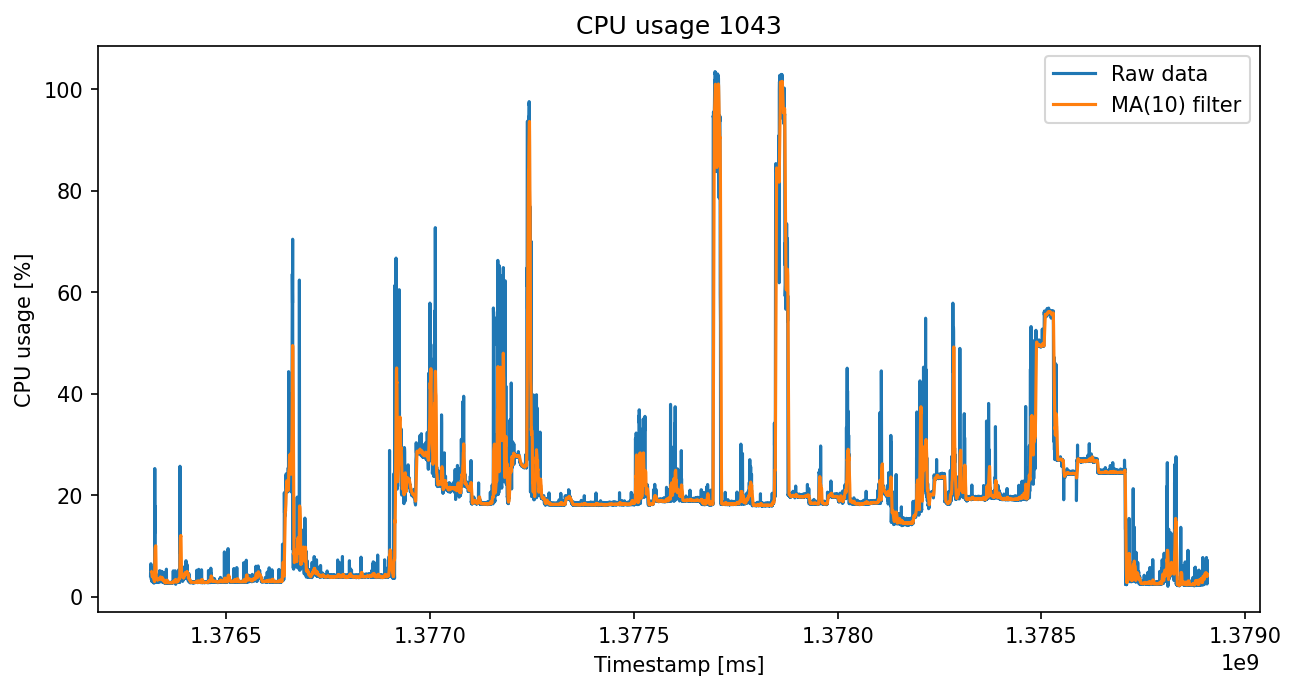 CPU usage 1043
Raw data
MA(10) filter
CPU usage [%]
100
80
60
40
20
0
1.3765 1.3770 1.3775 1.3780 1.3785 1.3790
1e9
Timestamp [ms]